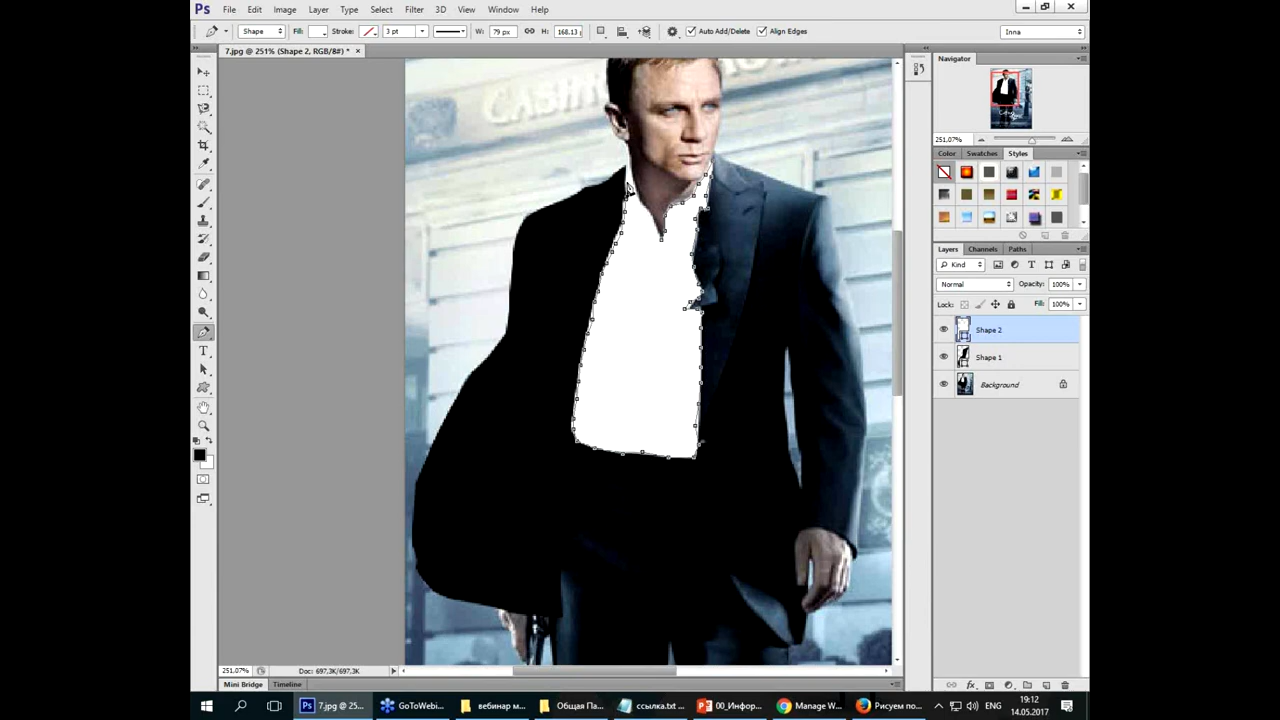 Ps File Edit Image Layer Type Select Filter 3D View Window Help
Shape Fill: Stroke: 3 pt W: 79 px H: 168.13 Auto Add/Delete Align Edges Inna
7.jpg @ 251% (Shape 2, RGB/8#) * ×
CASINO
Navigator
251.07%
Color Swatches Styles
Layers Channels Paths
Kind
Normal Opacity: 100%
Lock: Fill: 100%
Shape 2
Shape 1
Background
251.07% Doc: 697,3K/697,3K
Mini Bridge Timeline
7.jpg @ 25... GoToWebi... вебинар м... Общая Па... ссылка.txt ... 00_Инфор... Manage W... Рисуем по... ENG 19:12
14.05.2017